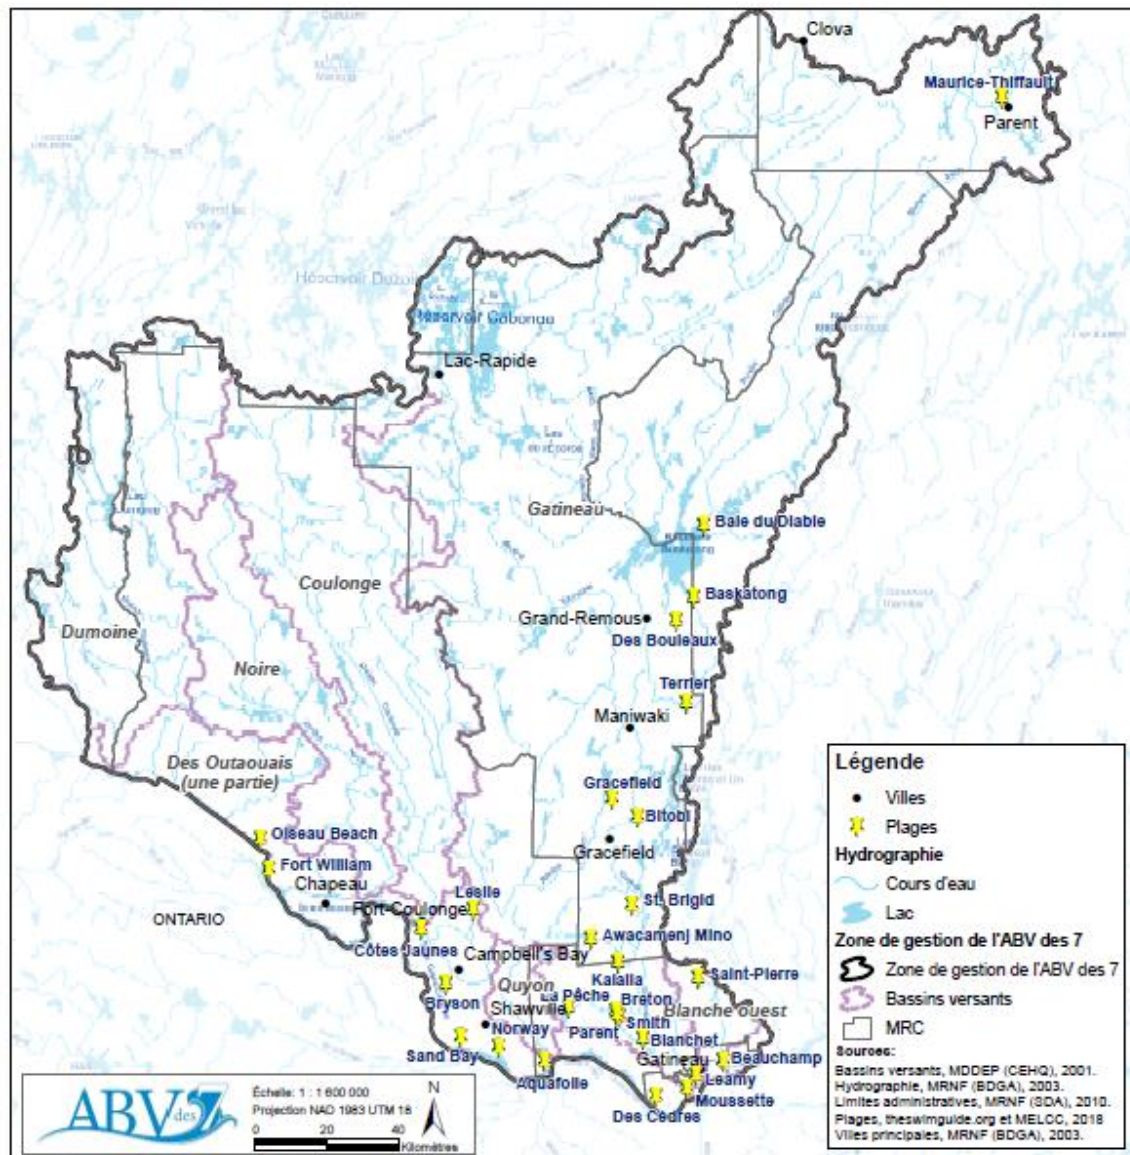 Clova
Maurice-Thiffault
Parent
Lac-Rapide
Gatineau
Baie du Diable
Coulonge
Baskatong
Grand-Remous
Des Bouleaux
Dumoine
Noire
Terrier
Maniwaki
Des Outaouais
(une partie)
Gracefield
Bitobi
Oiseau Beach
Gracefield
Fort William
Chapeau
Leslie
St. Brigid
ONTARIO
Fort-Coulonge
Awacamenj Mino
Côtes Jaunes
Campbell's Bay
Kalalla
Saint-Pierre
Bryson
Quyon
La Pêche
Breton
Blanche ouest
Shawville
Parent
Smith
Norway
Blanchet
Sand Bay
Gatineau
Beauchamp
Aquafolie
Leamy
Moussette
Des Cèdres
Légende
Villes
Plages
Hydrographie
Cours d'eau
Lac
Zone de gestion de l'ABV des 7
Zone de gestion de l'ABV des 7
Bassins versants
MRC
Sources:
Bassins versants, MDDEP (CEHQ), 2001.
Hydrographie, MRNF (BDGA), 2003.
Limites administratives, MRNF (SDA), 2010.
Plages, theswimguide.org et MELCC, 2018
Villes principales, MRNF (BDGA), 2003.
ABV des 7
Échelle: 1 : 1 600 000
Projection NAD 1983 UTM 18
N
0 20 40
Kilomètres